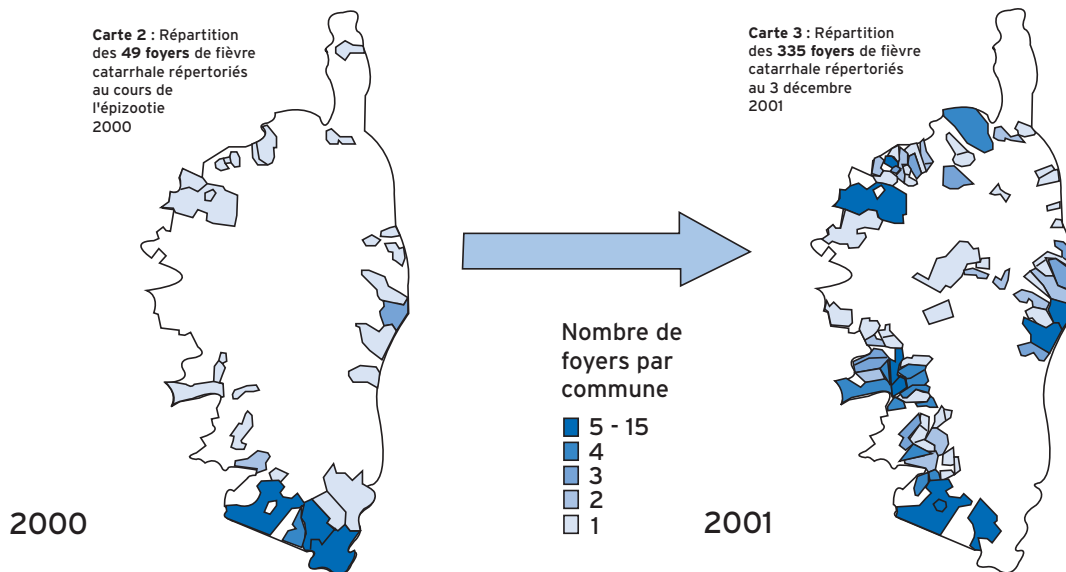 Carte 2 : Répartition
des 49 foyers de fièvre
catarrhale répertoriés
au cours de
l'épizootie
2000
Carte 3 : Répartition
des 335 foyers de fièvre
catarrhale répertoriés
au 3 décembre
2001
Nombre de
foyers par
commune
5 - 15
4
3
2
1
2000
2001